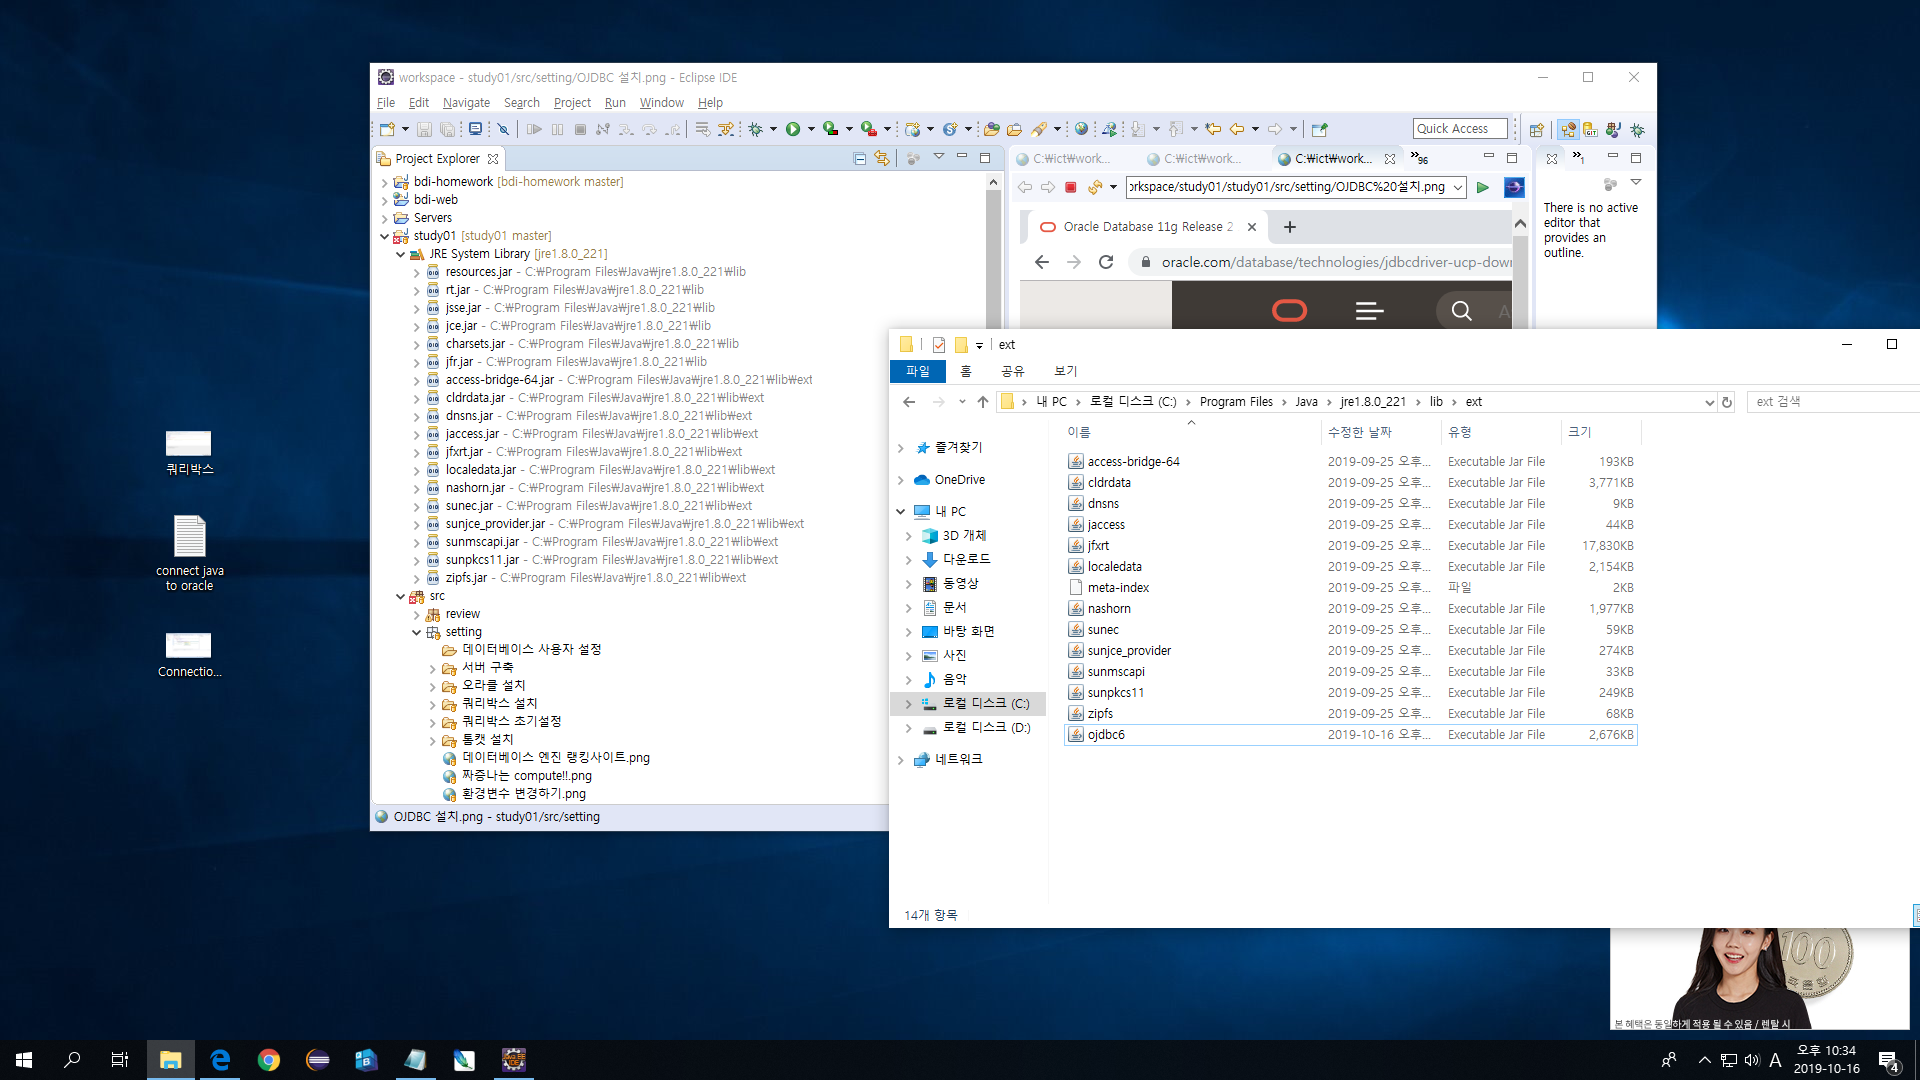 workspace - study01/src/setting/OJDBC 설치.png - Eclipse IDE
File Edit Navigate Search Project Run Window Help
Quick Access
Project Explorer
bdi-homework [bdi-homework master]
bdi-web
Servers
study01 [study01 master]
JRE System Library [jre1.8.0_221]
resources.jar - C:₩Program Files₩Java₩jre1.8.0_221₩lib
rt.jar - C:₩Program Files₩Java₩jre1.8.0_221₩lib
jsse.jar - C:₩Program Files₩Java₩jre1.8.0_221₩lib
jce.jar - C:₩Program Files₩Java₩jre1.8.0_221₩lib
charsets.jar - C:₩Program Files₩Java₩jre1.8.0_221₩lib
jfr.jar - C:₩Program Files₩Java₩jre1.8.0_221₩lib
access-bridge-64.jar - C:₩Program Files₩Java₩jre1.8.0_221₩lib₩ext
cldrdata.jar - C:₩Program Files₩Java₩jre1.8.0_221₩lib₩ext
dnsns.jar - C:₩Program Files₩Java₩jre1.8.0_221₩lib₩ext
jaccess.jar - C:₩Program Files₩Java₩jre1.8.0_221₩lib₩ext
jfxrt.jar - C:₩Program Files₩Java₩jre1.8.0_221₩lib₩ext
localedata.jar - C:₩Program Files₩Java₩jre1.8.0_221₩lib₩ext
nashorn.jar - C:₩Program Files₩Java₩jre1.8.0_221₩lib₩ext
sunec.jar - C:₩Program Files₩Java₩jre1.8.0_221₩lib₩ext
sunjce_provider.jar - C:₩Program Files₩Java₩jre1.8.0_221₩lib₩ext
sunmscapi.jar - C:₩Program Files₩Java₩jre1.8.0_221₩lib₩ext
sunpkcs11.jar - C:₩Program Files₩Java₩jre1.8.0_221₩lib₩ext
zipfs.jar - C:₩Program Files₩Java₩jre1.8.0_221₩lib₩ext
src
review
setting
데이터베이스 사용자 설정
서버 구축
오라클 설치
쿼리박스 설치
쿼리박스 초기설정
톰캣 설치
데이터베이스 엔진 랭킹사이트.png
짜증나는 compute!!.png
환경변수 변경하기.png
OJDBC 설치.png - study01/src/setting
C:₩ict₩work... C:₩ict₩work... C:₩ict₩work... 96
orkspace/study01/study01/src/setting/OJDBC%20설치.png
Oracle Database 11g Release 2
oracle.com/database/technologies/jdbcdriver-ucp-dowr
1
There is no active
editor that
provides an
outline.
ext
파일 홈 공유 보기
내 PC 로컬 디스크 (C:) Program Files Java jre1.8.0_221 lib ext
ext 검색
즐겨찾기
OneDrive
내 PC
3D 개체
다운로드
동영상
문서
바탕 화면
사진
음악
로컬 디스크 (C:)
로컬 디스크 (D:)
네트워크
이름 수정한 날짜 유형 크기
access-bridge-64 2019-09-25 오후... Executable Jar File 193KB
cldrdata 2019-09-25 오후... Executable Jar File 3,771KB
dnsns 2019-09-25 오후... Executable Jar File 9KB
jaccess 2019-09-25 오후... Executable Jar File 44KB
jfxrt 2019-09-25 오후... Executable Jar File 17,830KB
localedata 2019-09-25 오후... Executable Jar File 2,154KB
meta-index 2019-09-25 오후... 파일 2KB
nashorn 2019-09-25 오후... Executable Jar File 1,977KB
sunec 2019-09-25 오후... Executable Jar File 59KB
sunjce_provider 2019-09-25 오후... Executable Jar File 274KB
sunmscapi 2019-09-25 오후... Executable Jar File 33KB
sunpkcs11 2019-09-25 오후... Executable Jar File 249KB
zipfs 2019-09-25 오후... Executable Jar File 68KB
ojdbc6 2019-10-16 오후... Executable Jar File 2,676KB
14개 항목
쿼리박스
connect java
to oracle
Connectio...
100
본 혜택은 동일하게 적용 될 수 있음 / 렌탈 시
A
오후 10:34
2019-10-16
4